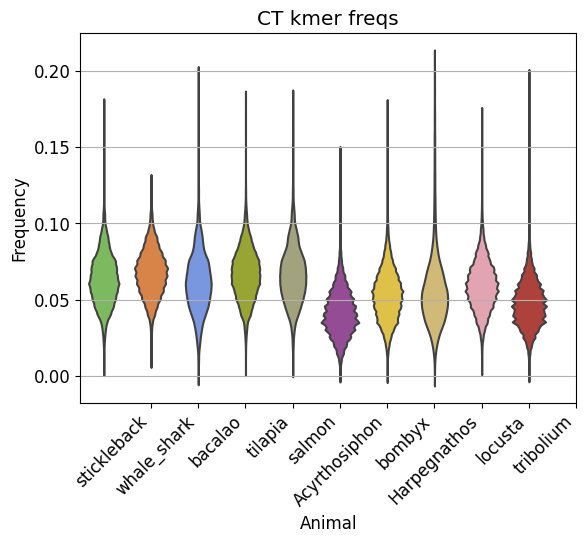 CT kmer freqs
Frequency
0.20
0.15
0.10
0.05
0.00
stickleback
whale_shark
bacalao
tilapia
salmon
Acyrthosiphon
bombyx
Harpegnathos
locusta
tribolium
Animal